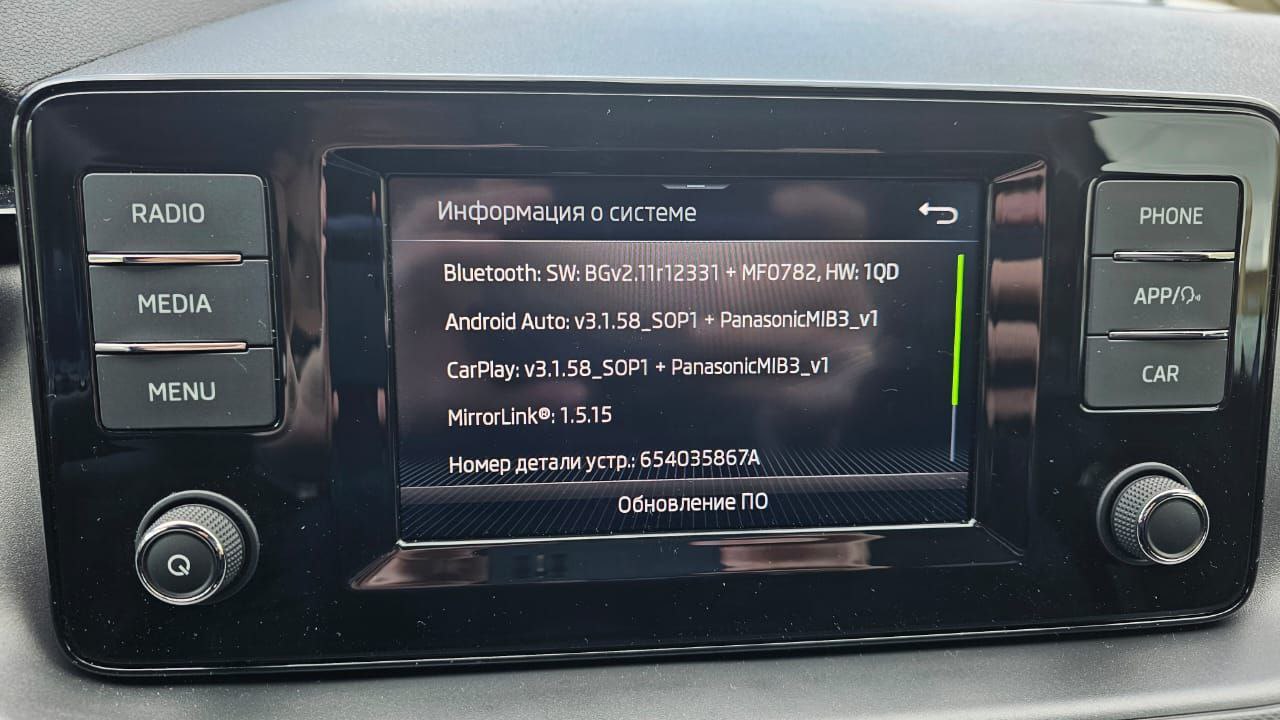 RADIO
MEDIA
MENU
Информация о системе
Bluetooth: SW: BGv2.11r12331 + MF0782, HW: 1QD
Android Auto: v3.1.58_SOP1 + PanasonicMIB3_v1
CarPlay: v3.1.58_SOP1 + PanasonicMIB3_v1
MirrorLink®: 1.5.15
Номер детали устр.: 654035867A
Обновление ПО
PHONE
APP/
CAR